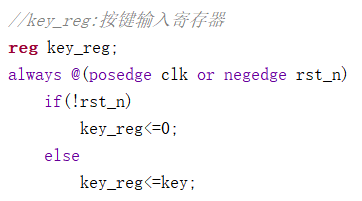 //key_reg:按键输入寄存器
reg key_reg;
always @(posedge clk or negedge rst_n)
    if(!rst_n)
        key_reg<=0;
    else
        key_reg<=key;